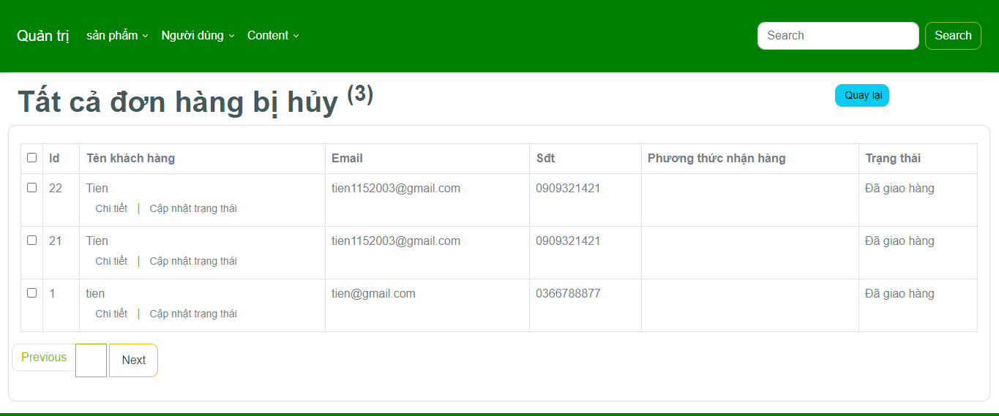 Quản trị sản phẩm Người dùng Content Search Search
Tất cả đơn hàng bị hủy (3) Quay lại
Id Tên khách hàng Email Sđt Phương thức nhận hàng Trạng thái
22 Tien tien1152003@gmail.com 0909321421 Đã giao hàng
Chi tiết | Cập nhật trạng thái
21 Tien tien1152003@gmail.com 0909321421 Đã giao hàng
Chi tiết | Cập nhật trạng thái
1 tien tien@gmail.com 0366788877 Đã giao hàng
Chi tiết | Cập nhật trạng thái
Previous Next